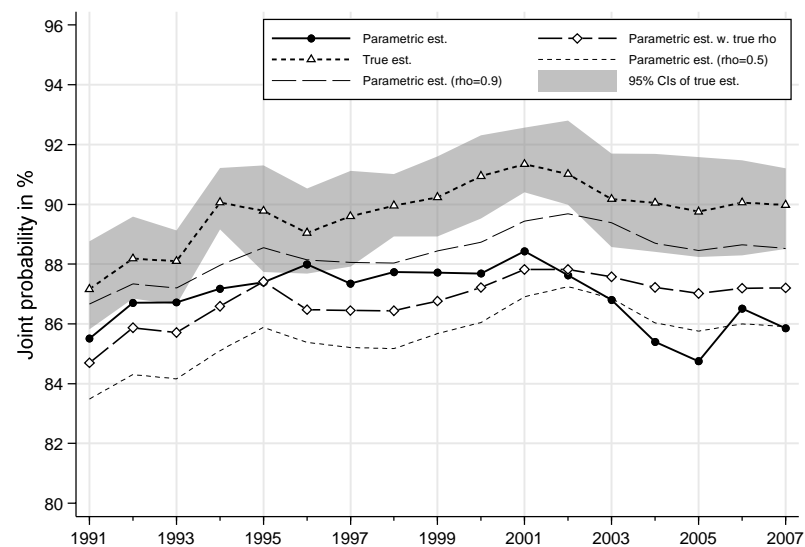 Parametric est.
Parametric est. w. true rho
True est.
Parametric est. (rho=0.5)
Parametric est. (rho=0.9)
95% CIs of true est.
Joint probability in %
96
94
92
90
88
86
84
82
80
1991 1993 1995 1997 1999 2001 2003 2005 2007